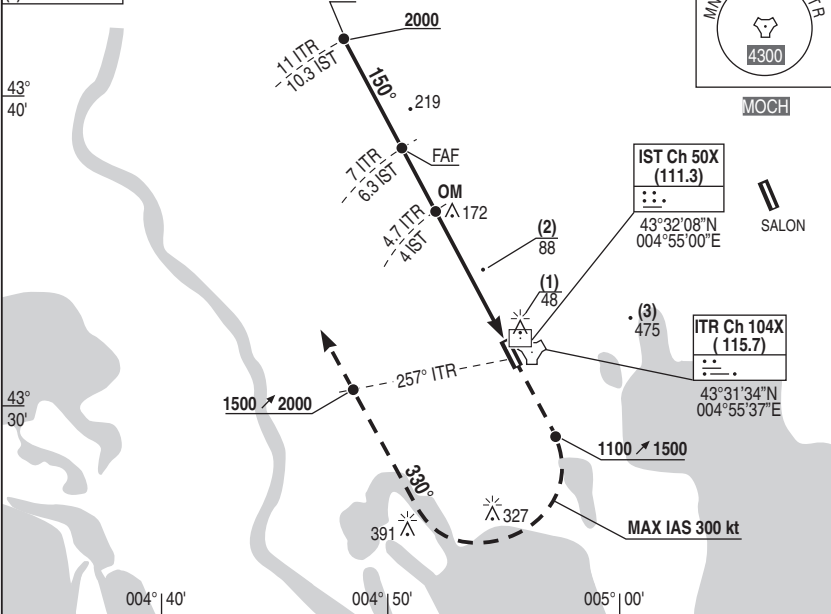 2000
4300
MOCH
43°
40'
11 ITR
10.3 IST
150°
.219
7 ITR
6.3 IST
FAF
OM
172
4.7 ITR
4 IST
IST Ch 50X
(111.3)
43°32'08"N
004°55'00"E
SALON
(2)
88
(1)
48
(3)
475
ITR Ch 104X
( 115.7)
43°31'34"N
004°55'37"E
257° ITR
43°
30'
1500 ➚ 2000
1100 ➚ 1500
330°
391
327
MAX IAS 300 kt
004° 40'
004° 50'
005° 00'